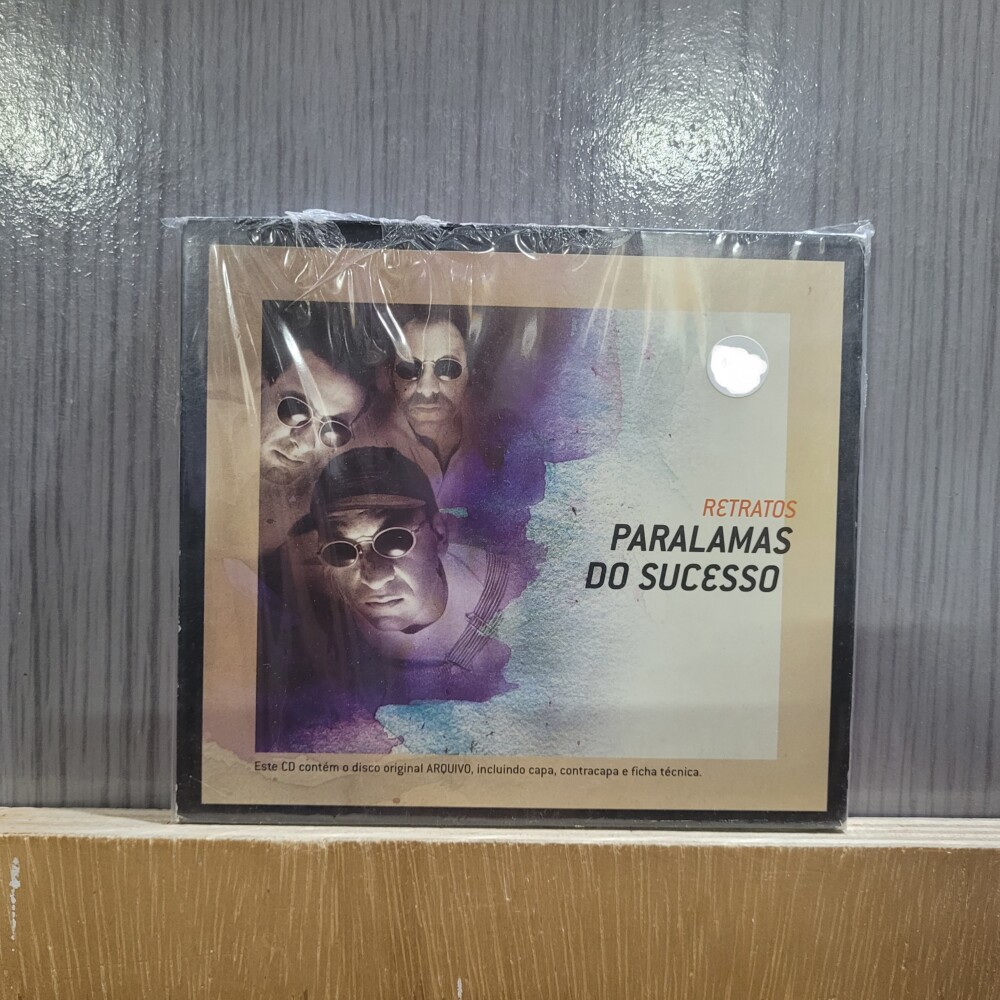 RETRATOS
PARALAMAS
DO SUCESSO
Este CD contém o disco original ARQUIVO, incluindo capa, contracapa e ficha técnica.